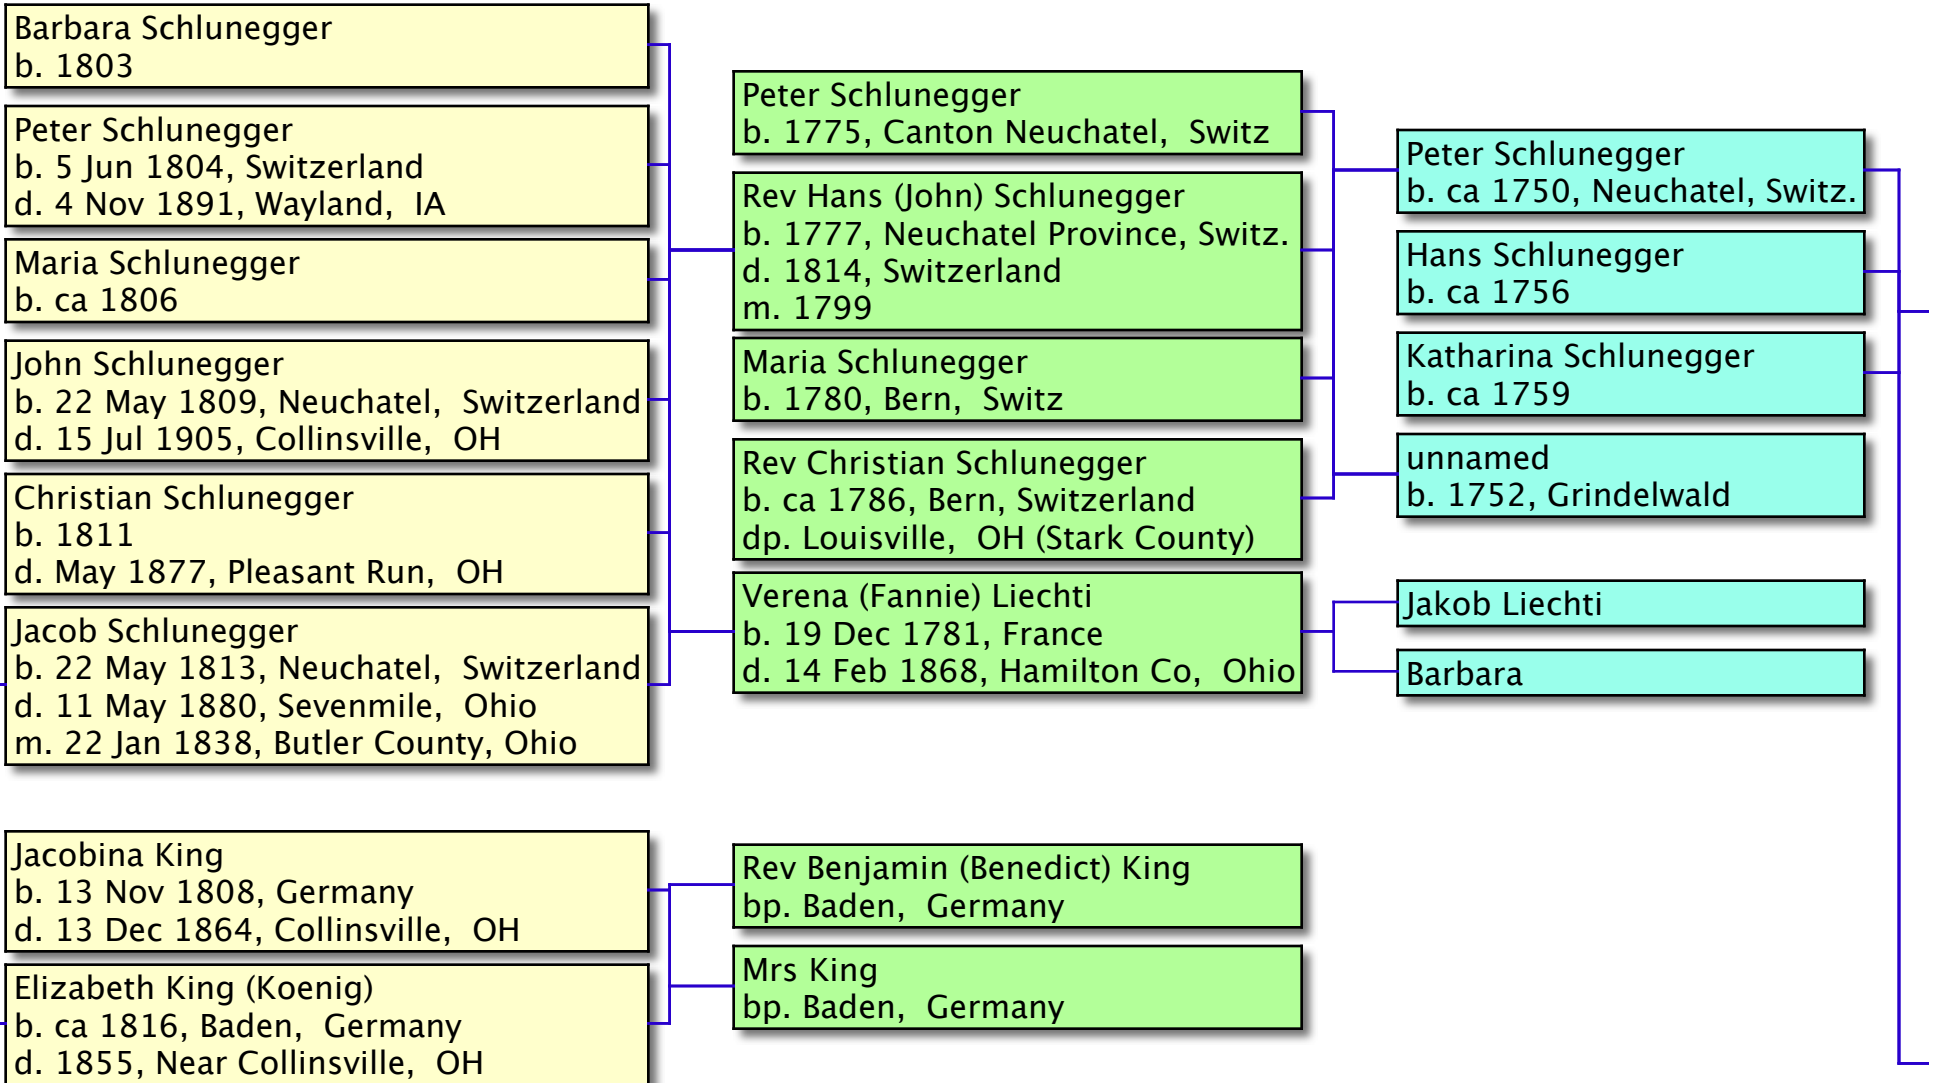 Barbara Schlunegger
b. 1803
Peter Schlunegger
b. 5 Jun 1804, Switzerland
d. 4 Nov 1891, Wayland,  IA
Maria Schlunegger
b. ca 1806
John Schlunegger
b. 22 May 1809, Neuchatel,  Switzerland
d. 15 Jul 1905, Collinsville,  OH
Christian Schlunegger
b. 1811
d. May 1877, Pleasant Run,  OH
Jacob Schlunegger
b. 22 May 1813, Neuchatel,  Switzerland
d. 11 May 1880, Sevenmile,  Ohio
m. 22 Jan 1838, Butler County, Ohio
Jacobina King
b. 13 Nov 1808, Germany
d. 13 Dec 1864, Collinsville,  OH
Elizabeth King (Koenig)
b. ca 1816, Baden,  Germany
d. 1855, Near Collinsville,  OH
Peter Schlunegger
b. 1775, Canton Neuchatel,  Switz
Rev Hans (John) Schlunegger
b. 1777, Neuchatel Province, Switz.
d. 1814, Switzerland
m. 1799
Maria Schlunegger
b. 1780, Bern,  Switz
Rev Christian Schlunegger
b. ca 1786, Bern, Switzerland
dp. Louisville,  OH (Stark County)
Verena (Fannie) Liechti
b. 19 Dec 1781, France
d. 14 Feb 1868, Hamilton Co,  Ohio
Rev Benjamin (Benedict) King
bp. Baden,  Germany
Mrs King
bp. Baden,  Germany
Peter Schlunegger
b. ca 1750, Neuchatel, Switz.
Hans Schlunegger
b. ca 1756
Katharina Schlunegger
b. ca 1759
unnamed
b. 1752, Grindelwald
Jakob Liechti
Barbara